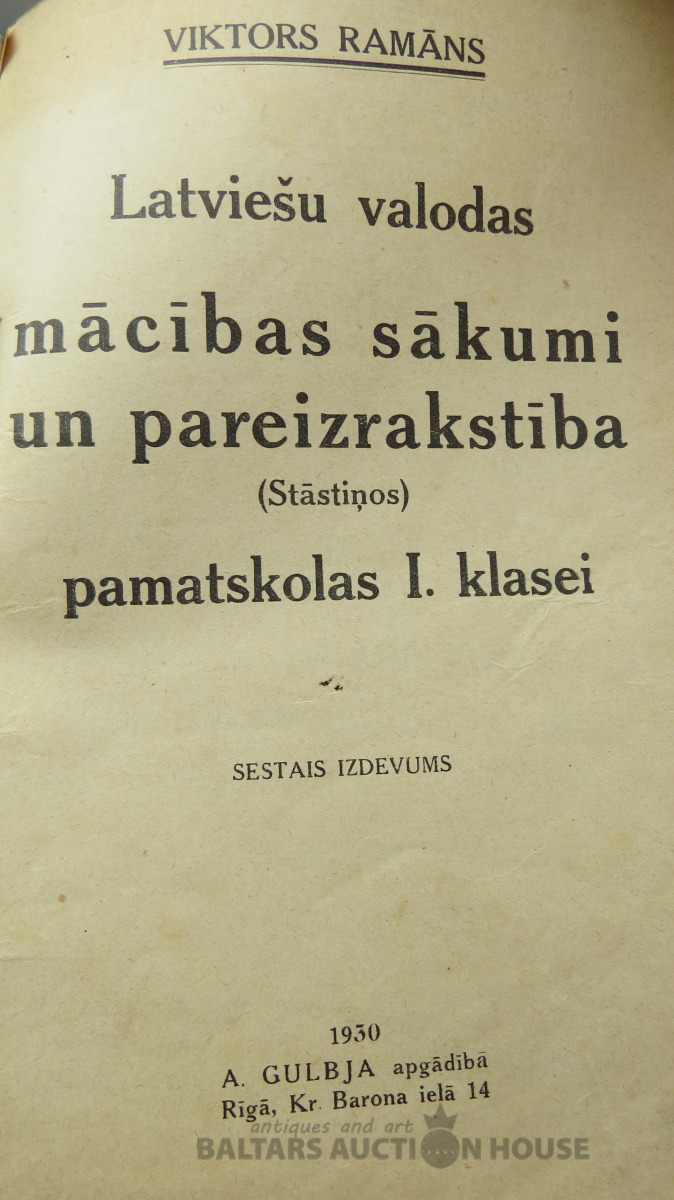 VIKTORS RAMĀNS
Latviešu valodas
mācības sākumi
un pareizrakstība
(Stāstiņos)
pamatskolas I. klasei
SESTAIS IZDEVUMS
1930
A. GULBJA apgādībā
Rīgā, Kr. Barona ielā 14
antiques and art
BALTARS AUCTION HOUSE